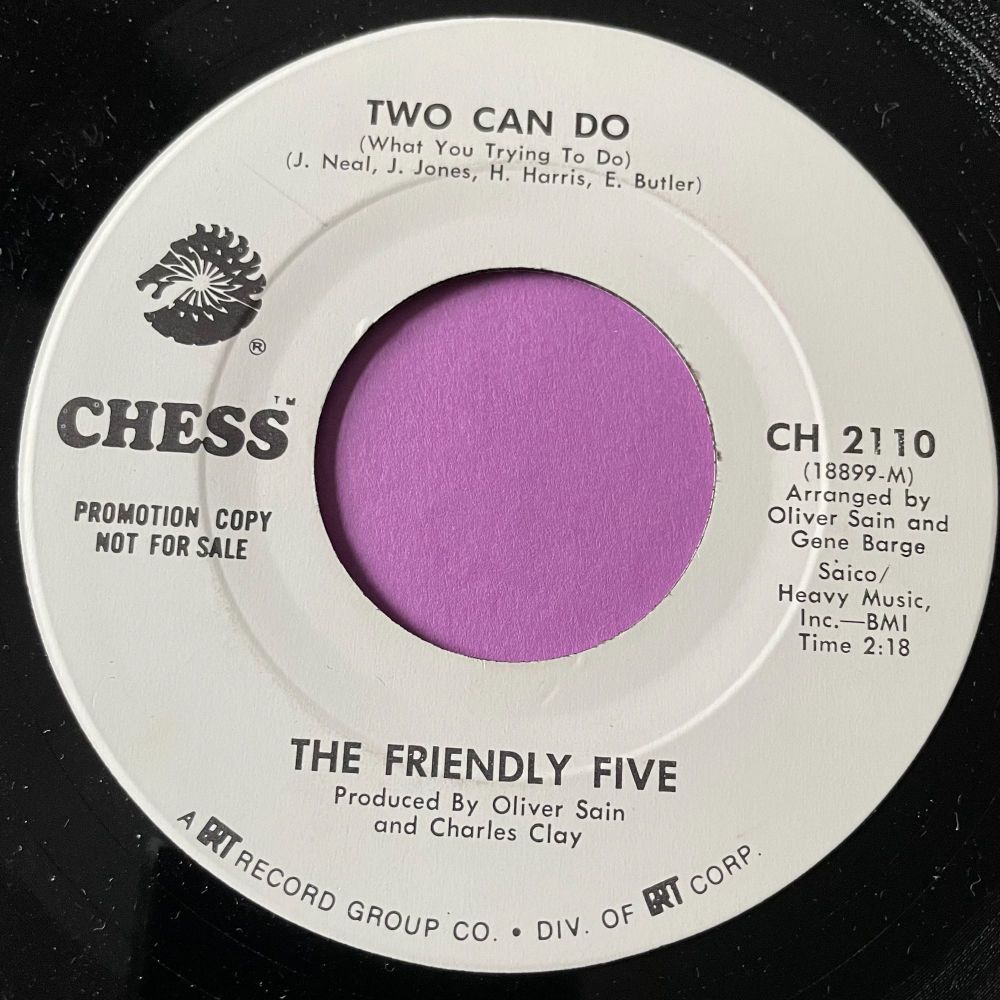 TWO CAN DO
(What You Trying To Do)
(J. Neal, J. Jones, H. Harris, E. Butler)
®
CHESS™
PROMOTION COPY
NOT FOR SALE
CH 2110
(18899-M)
Arranged by
Oliver Sain and
Gene Barge
Saico/
Heavy Music,
Inc.—BMI
Time 2:18
THE FRIENDLY FIVE
Produced By Oliver Sain
and Charles Clay
A GRT RECORD GROUP CO. • DIV. OF GRT CORP.